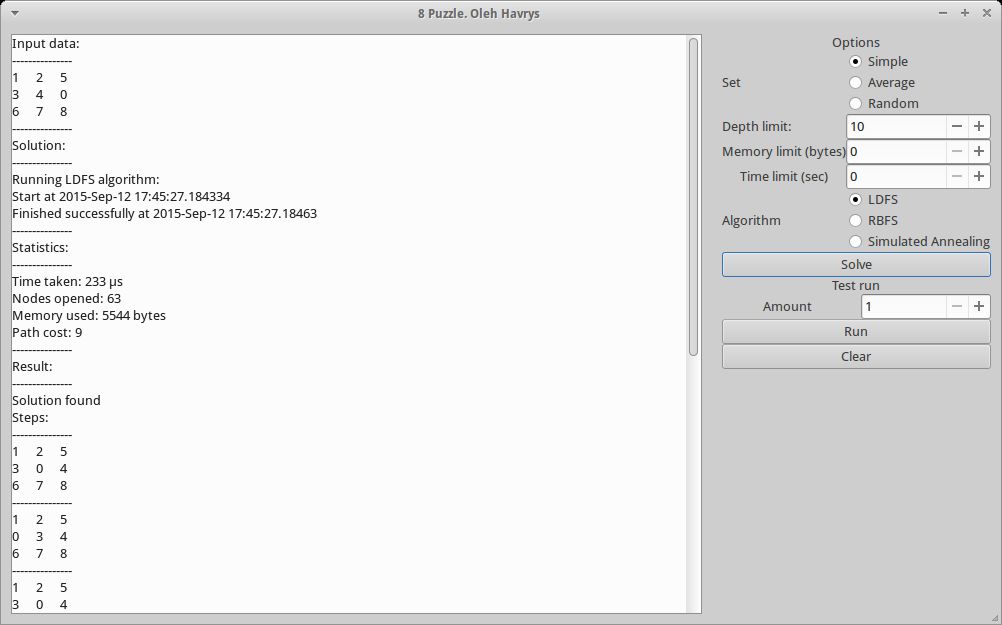 8 Puzzle. Oleh Havrys
Input data:
---------------
1 2 5
3 4 0
6 7 8
---------------
Solution:
---------------
Running LDFS algorithm:
Start at 2015-Sep-12 17:45:27.184334
Finished successfully at 2015-Sep-12 17:45:27.18463
---------------
Statistics:
---------------
Time taken: 233 µs
Nodes opened: 63
Memory used: 5544 bytes
Path cost: 9
---------------
Result:
---------------
Solution found
Steps:
---------------
1 2 5
3 0 4
6 7 8
---------------
1 2 5
0 3 4
6 7 8
---------------
1 2 5
3 0 4
Options
Set
Simple
Average
Random
Depth limit: 10
Memory limit (bytes) 0
Time limit (sec) 0
Algorithm
LDFS
RBFS
Simulated Annealing
Solve
Test run
Amount 1
Run
Clear